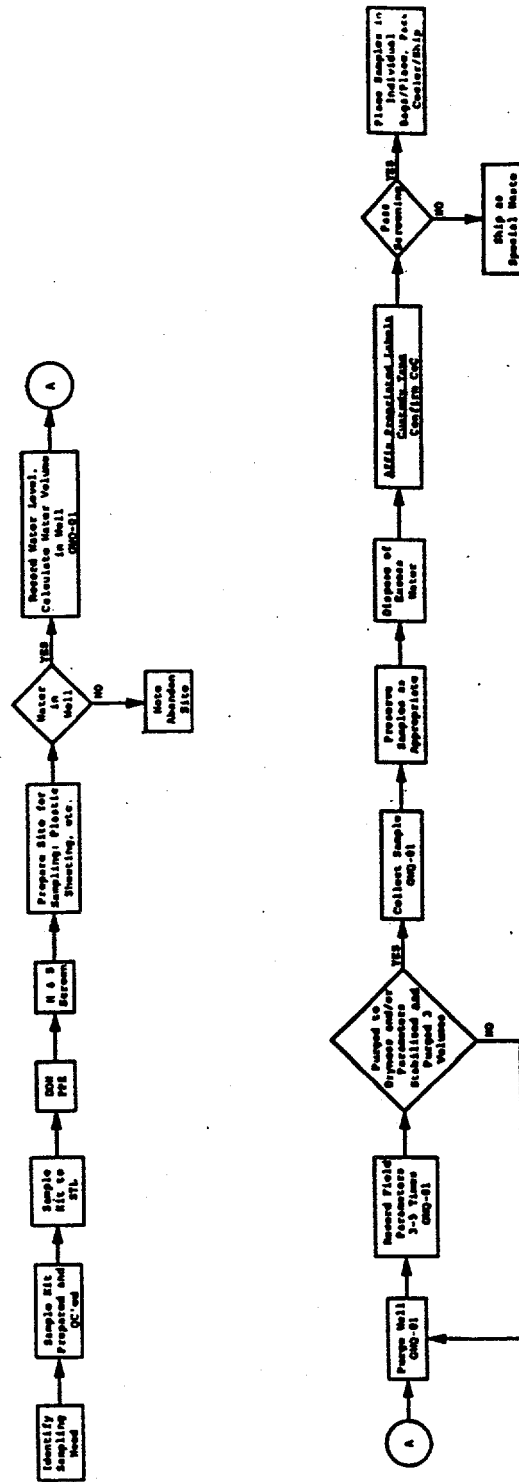 Identify
Sampling
Need
Sample Kit
Prepared and
QC'ed
Sample
Kit to
STL
DON
PPE
H & S
Screen
Prepare Site for
Sampling: Plastic
Sheeting, etc.
Water
in
Well
YES
NO
Note
Abandon
Site
Record Water Level,
Calculate Water Volume
in Well
GWQ-01
A
A
Purge Well
GWQ-01
Record Field
Parameters
3-5 Times
GWQ-01
Purged to
Dryness and/or
Parameters
Stabilized and
Purged 3
Volumes
YES
NO
Collect Sample
GWQ-01
Preserve
Samples as
Appropriate
Dispose of
Excess
Water
Affix Preprinted Labels
Custody Tape
Confirm CoC
Pass
Screening
YES
NO
Ship as
Special Waste
Place Samples in
Individual
Bags/Place, Pack
Cooler/Ship